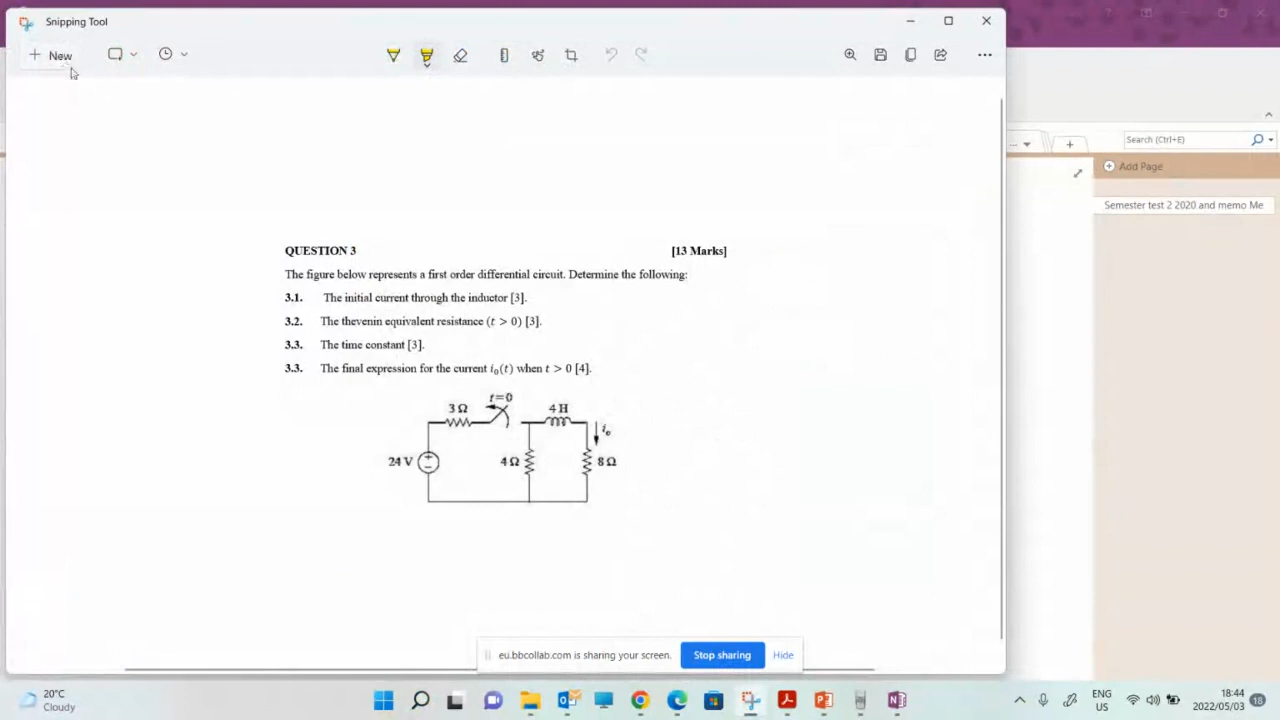 Snipping Tool
New
Search (Ctrl+E)
Add Page
Semester test 2 2020 and memo Me
QUESTION 3 [13 Marks]
The figure below represents a first order differential circuit. Determine the following:
3.1. The initial current through the inductor [3].
3.2. The thevenin equivalent resistance (t > 0) [3].
3.3. The time constant [3].
3.3. The final expression for the current i₀(t) when t > 0 [4].
t=0
3 Ω
4 H
iₒ
24 V
4 Ω
8 Ω
eu.bbcollab.com is sharing your screen.
Stop sharing
Hide
20°C
Cloudy
ENG
US
18:44
2022/05/03
18